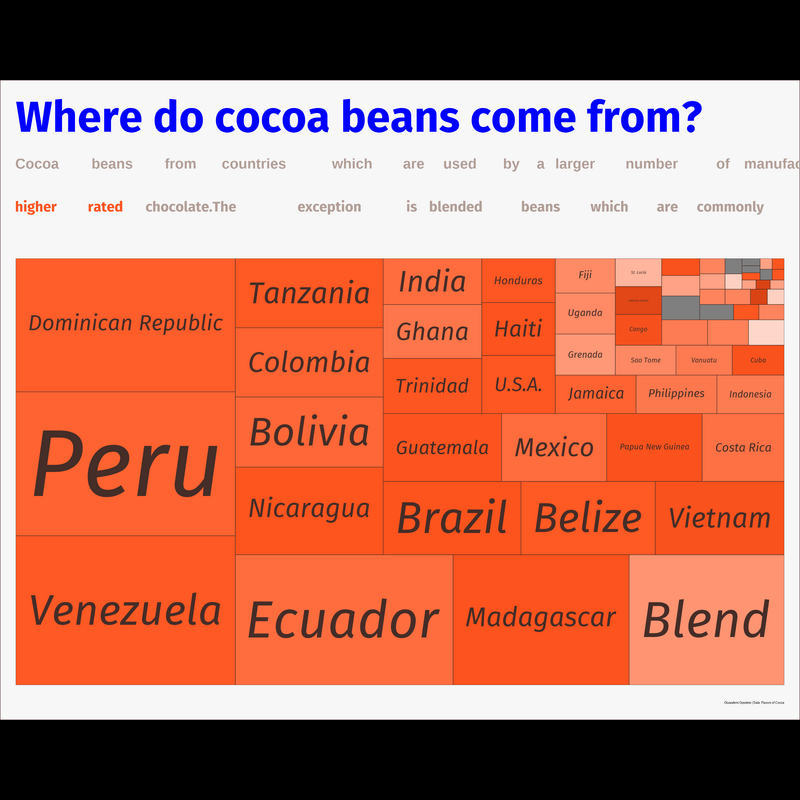 Where do cocoa beans come from?
Cocoa beans from countries which are used by a larger number of manufac
higher rated chocolate.The exception is blended beans which are commonly
Dominican Republic
Peru
Venezuela
Tanzania
Colombia
Bolivia
Nicaragua
Ecuador
India
Ghana
Trinidad
Honduras
Haiti
U.S.A.
Fiji
Uganda
Grenada
St. Lucia
Congo
Sao Tome
Vanuatu
Cuba
Jamaica
Philippines
Indonesia
Guatemala
Mexico
Papua New Guinea
Costa Rica
Brazil
Belize
Vietnam
Madagascar
Blend